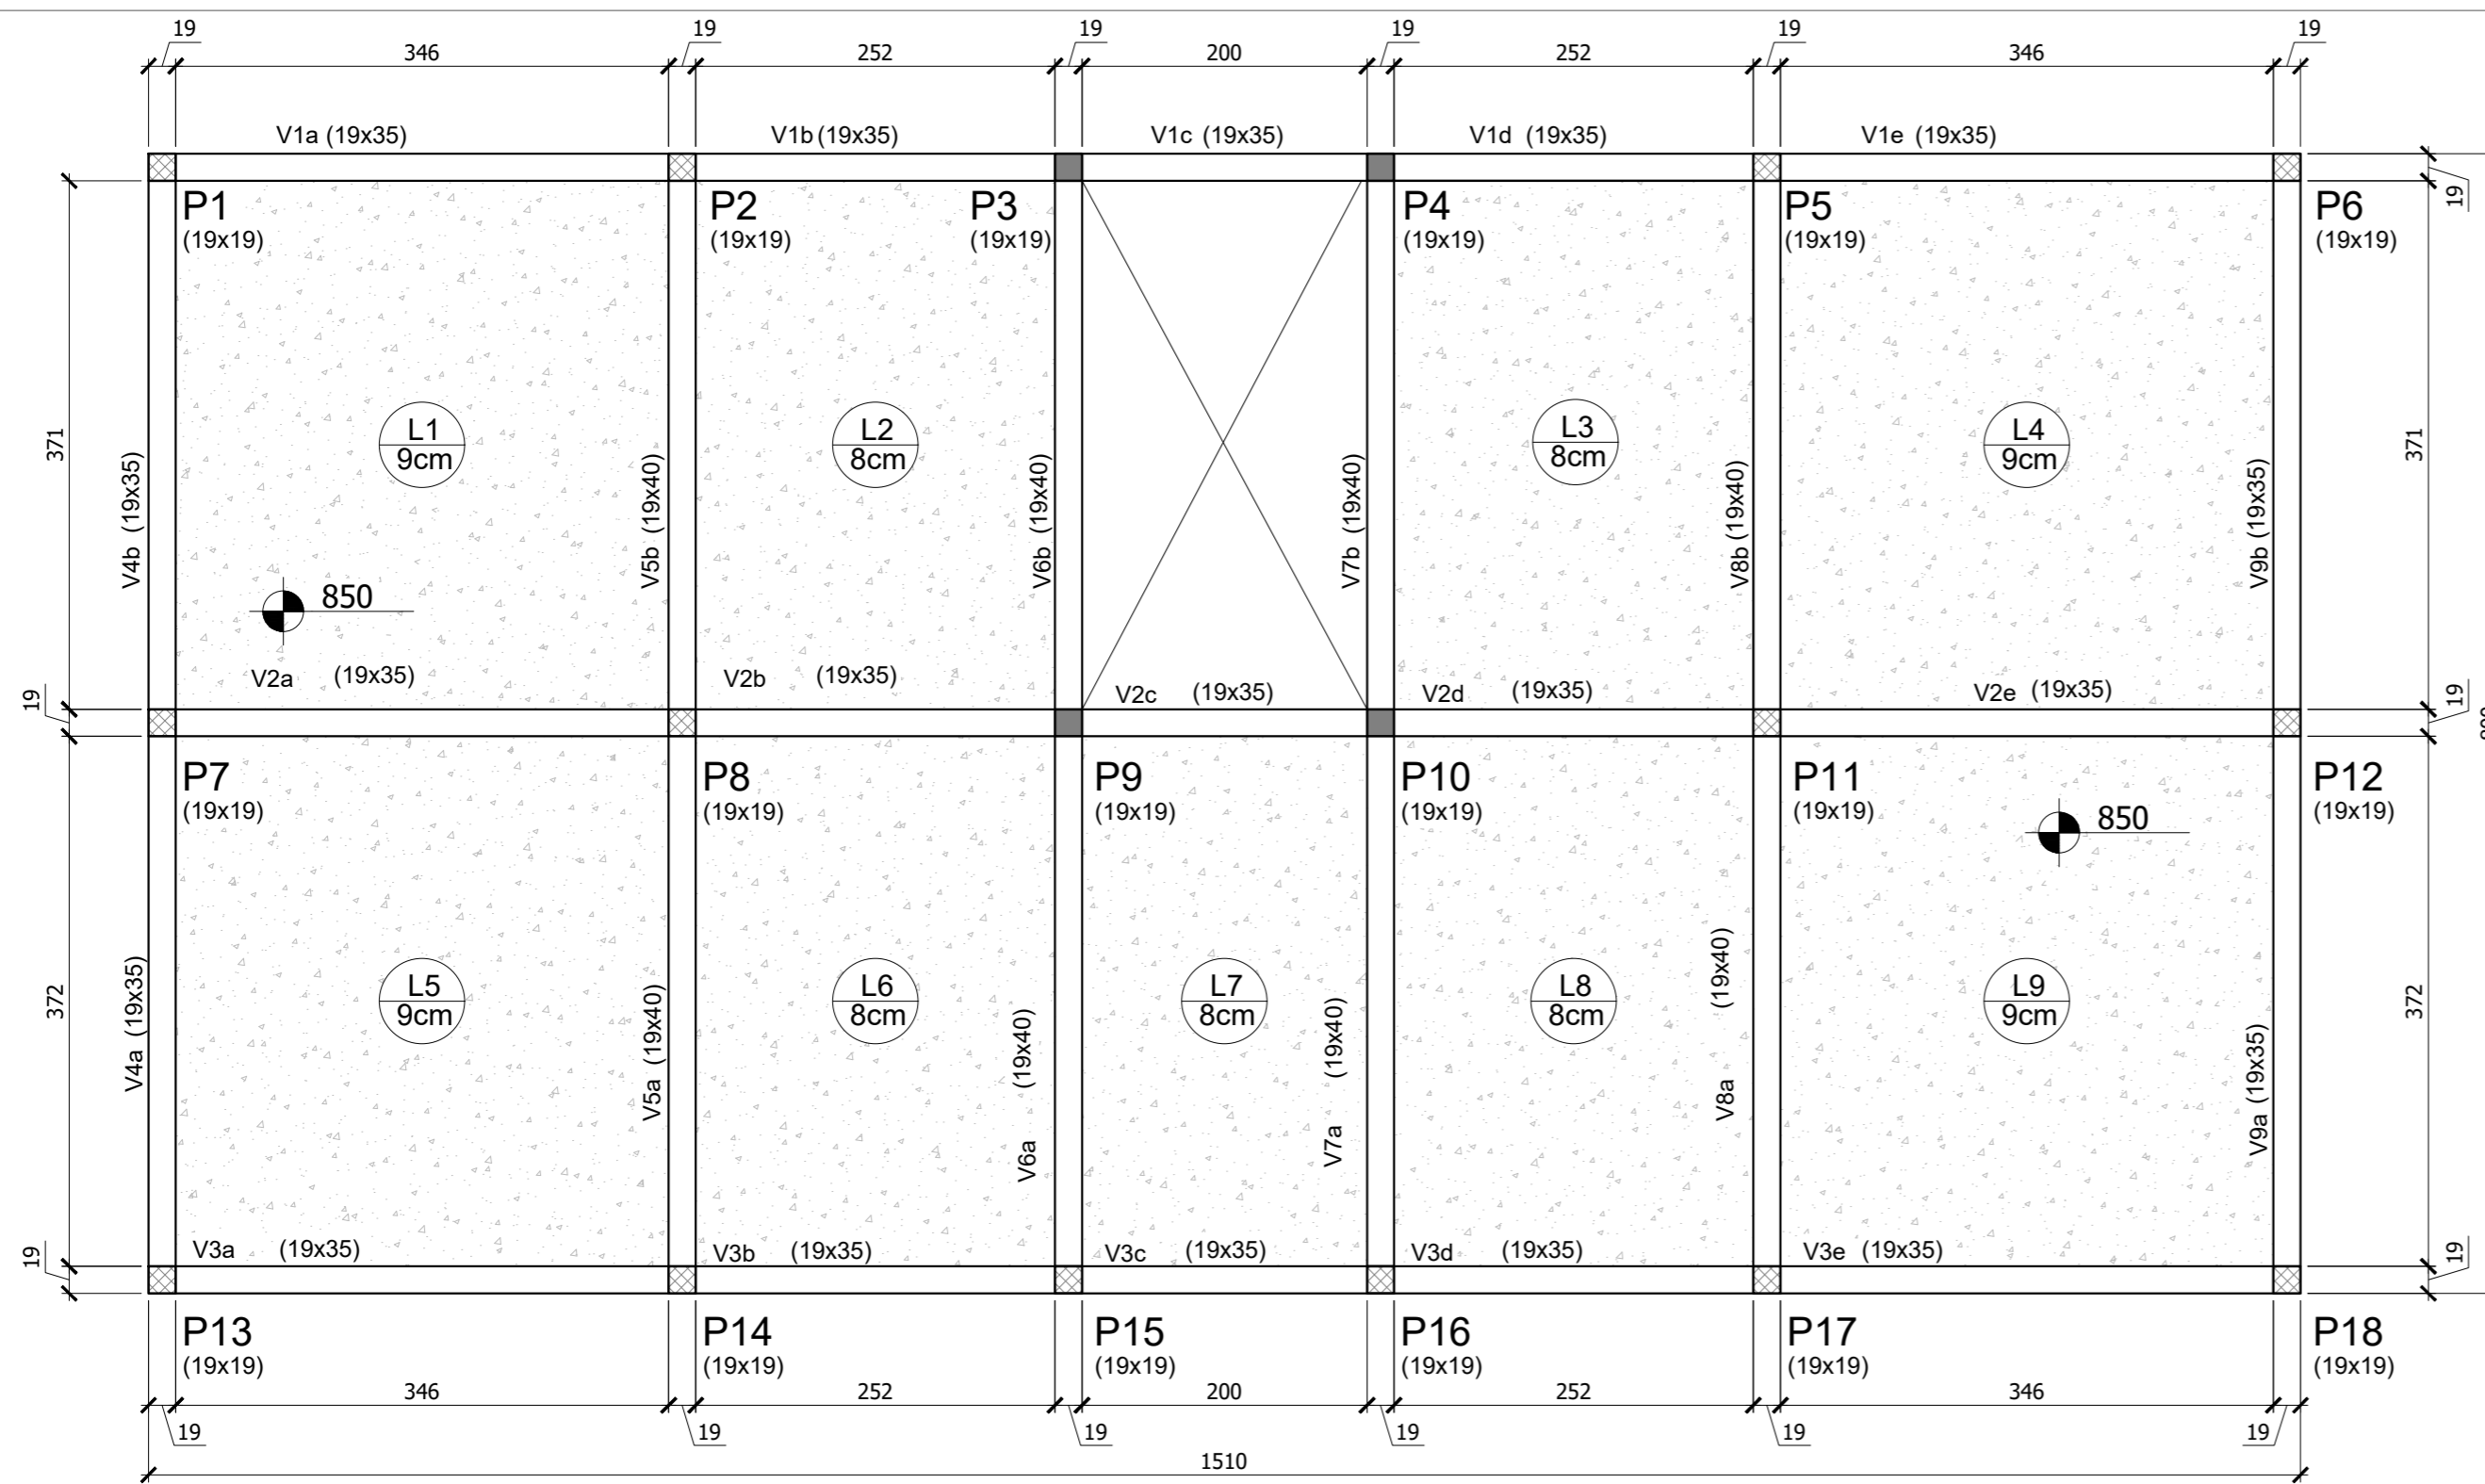 19 19 19 19 19 19
346 252 200 252 346
V1a (19x35) V1b (19x35) V1c (19x35) V1d (19x35) V1e (19x35)
19
P1 P2 P3 P4 P5 P6
(19x19) (19x19) (19x19) (19x19) (19x19) (19x19)
371 371
L1 L2 L3 L4
9cm 8cm 8cm 9cm
V4b (19x35) V5b (19x40) V6b (19x40) V7b (19x40) V8b (19x40) V9b (19x35)
850
V2a (19x35) V2b (19x35) V2c (19x35) V2d (19x35) V2e (19x35)
19 19
P7 P8 P9 P10 P11 P12
(19x19) (19x19) (19x19) (19x19) (19x19) (19x19)
850
372 372
L5 L6 L7 L8 L9
9cm 8cm 8cm 8cm 9cm
V4a (19x35) V5a (19x40) V6a (19x40) V7a (19x40) V8a (19x40) V9a (19x35)
V3a (19x35) V3b (19x35) V3c (19x35) V3d (19x35) V3e (19x35)
19 19
P13 P14 P15 P16 P17 P18
(19x19) (19x19) (19x19) (19x19) (19x19) (19x19)
346 252 200 252 346
19 19 19 19 19 19
1510